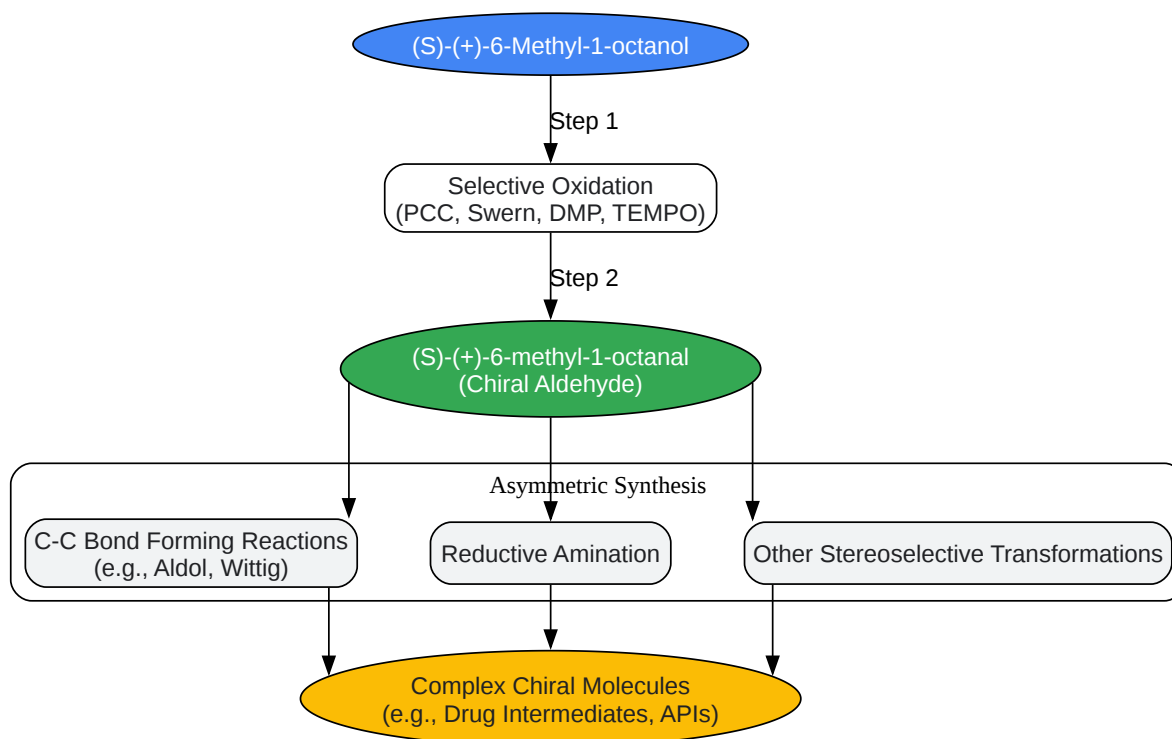 (S)-(+)-6-Methyl-1-octanol
Step 1
Selective Oxidation
(PCC, Swern, DMP, TEMPO)
Step 2
(S)-(+)-6-methyl-1-octanal
(Chiral Aldehyde)
Asymmetric Synthesis
C-C Bond Forming Reactions
(e.g., Aldol, Wittig)
Reductive Amination
Other Stereoselective Transformations
Complex Chiral Molecules
(e.g., Drug Intermediates, APIs)